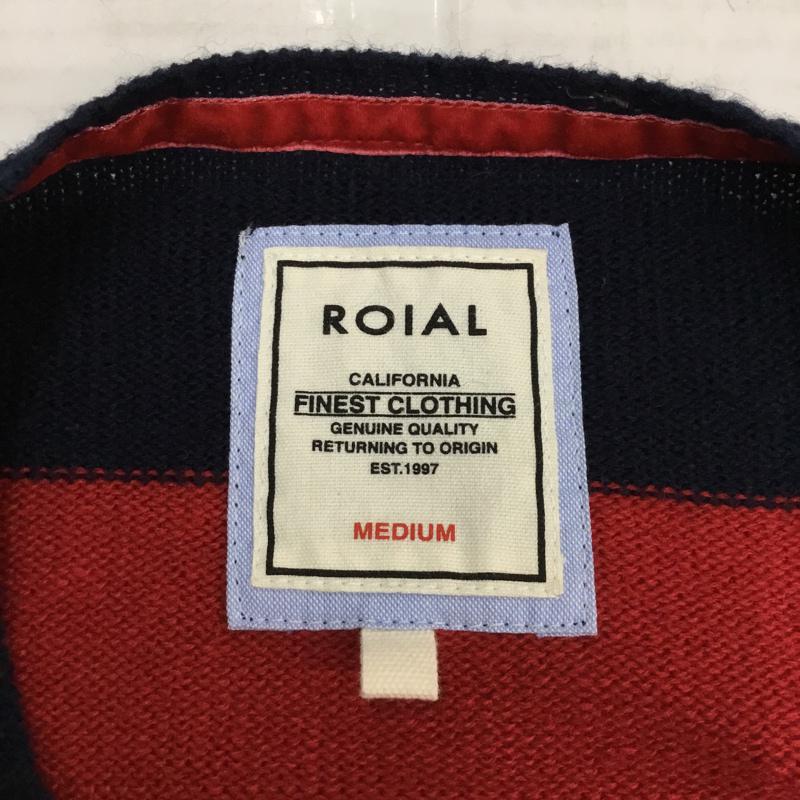 ROIAL
CALIFORNIA
FINEST CLOTHING
GENUINE QUALITY
RETURNING TO ORIGIN
EST.1997
MEDIUM